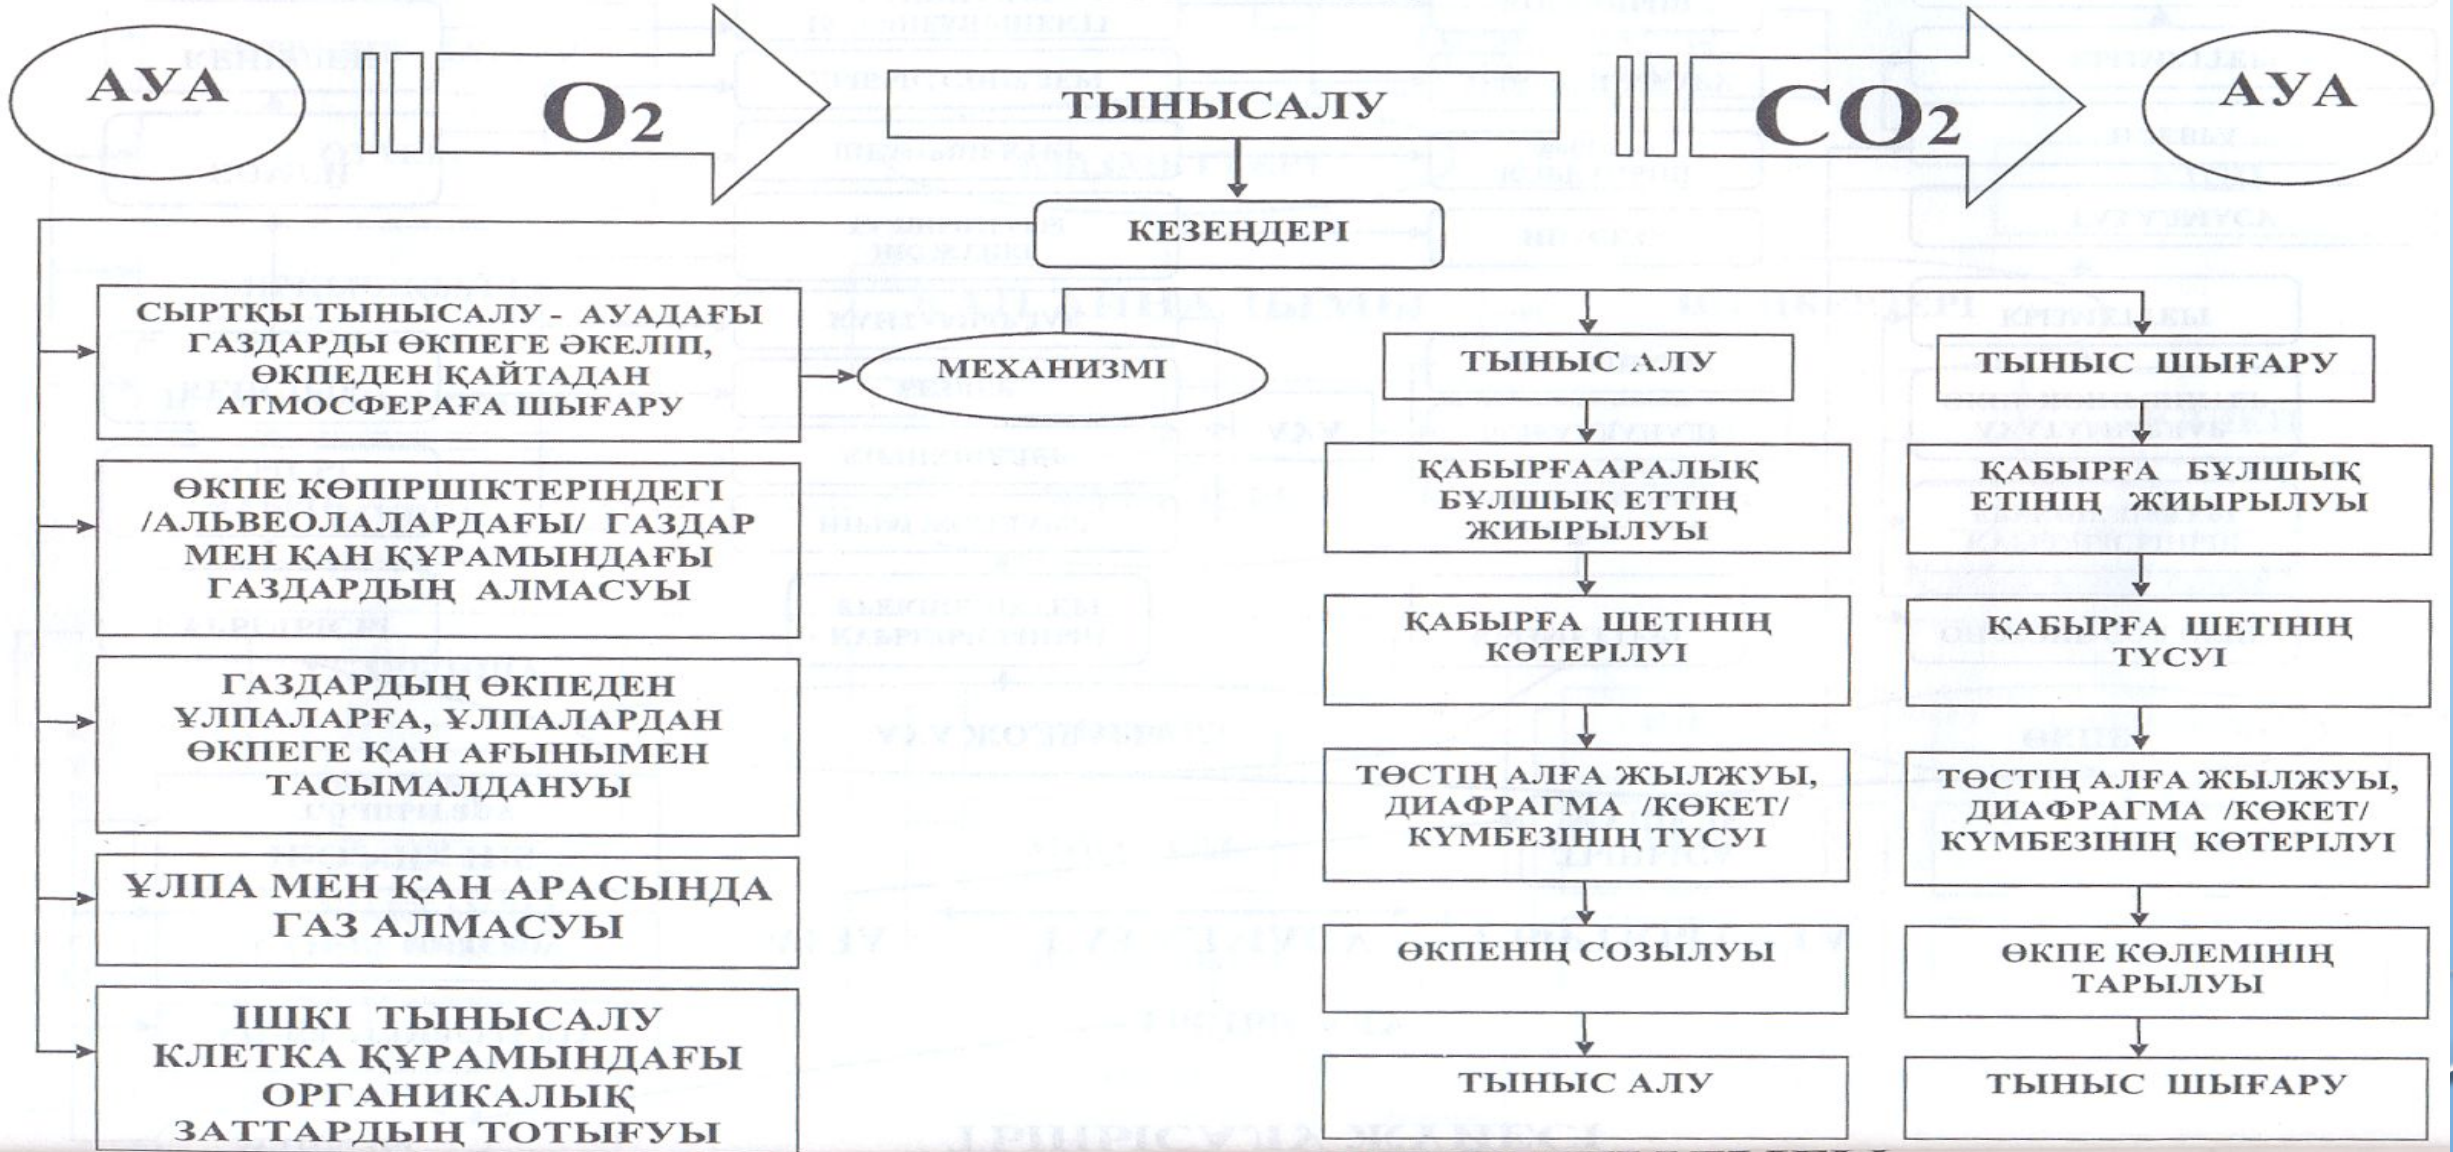 АУА
O2
ТЫНЫСАЛУ
CO2
АУА
КЕЗЕҢДЕРІ
СЫРТҚЫ ТЫНЫСАЛУ - АУАДАҒЫ
ГАЗДАРДЫ ӨКПЕГЕ ӘКЕЛІП,
ӨКПЕДЕН ҚАЙТАДАН
АТМОСФЕРАҒА ШЫҒАРУ
МЕХАНИЗМІ
ӨКПЕ КӨПІРШІКТЕРІНДЕГІ
/АЛЬВЕОЛАЛАРДАҒЫ/ ГАЗДАР
МЕН ҚАН ҚҰРАМЫНДАҒЫ
ГАЗДАРДЫҢ АЛМАСУЫ
ГАЗДАРДЫҢ ӨКПЕДЕН
ҰЛПАЛАРҒА, ҰЛПАЛАРДАН
ӨКПЕГЕ ҚАН АҒЫНЫМЕН
ТАСЫМАЛДАНУЫ
ҰЛПА МЕН ҚАН АРАСЫНДА
ГАЗ АЛМАСУЫ
ІШКІ ТЫНЫСАЛУ
КЛЕТКА ҚҰРАМЫНДАҒЫ
ОРГАНИКАЛЫҚ
ЗАТТАРДЫҢ ТОТЫҒУЫ
ТЫНЫС АЛУ
ҚАБЫРҒААРАЛЫҚ
БҰЛШЫҚ ЕТТІҢ
ЖИЫРЫЛУЫ
ҚАБЫРҒА ШЕТІНІҢ
КӨТЕРІЛУІ
ТӨСТІҢ АЛҒА ЖЫЛЖУЫ,
ДИАФРАГМА /КӨКЕТ/
КҮМБЕЗІНІҢ ТҮСУІ
ӨКПЕНІҢ СОЗЫЛУЫ
ТЫНЫС АЛУ
ТЫНЫС ШЫҒАРУ
ҚАБЫРҒА БҰЛШЫҚ
ЕТІНІҢ ЖИЫРЫЛУЫ
ҚАБЫРҒА ШЕТІНІҢ
ТҮСУІ
ТӨСТІҢ АЛҒА ЖЫЛЖУЫ,
ДИАФРАГМА /КӨКЕТ/
КҮМБЕЗІНІҢ КӨТЕРІЛУІ
ӨКПЕ КӨЛЕМІНІҢ
ТАРЫЛУЫ
ТЫНЫС ШЫҒАРУ